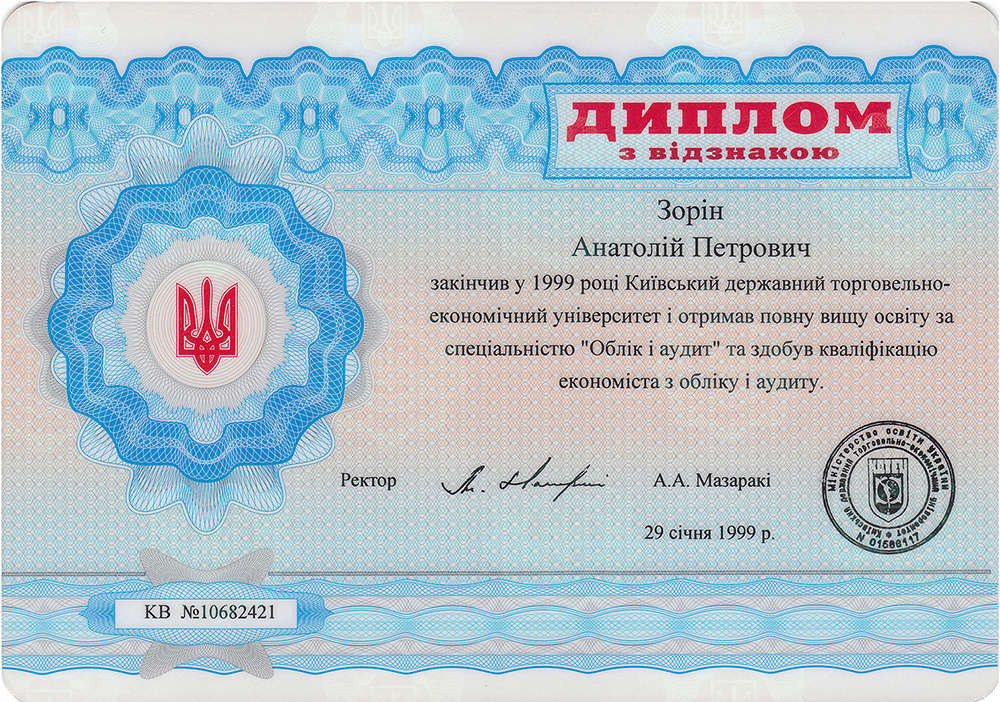 ДИПЛОМ
з відзнакою
Зорін
Анатолій Петрович
закінчив у 1999 році Київський державний торговельно-
економічний університет і отримав повну вищу освіту за
спеціальністю "Облік і аудит" та здобув кваліфікацію
економіста з обліку і аудиту.
Ректор
А.А. Мазаракі
29 січня 1999 р.
Міністерство освіти України
Київський державний торговельно-економічний університет
КВ №10682421